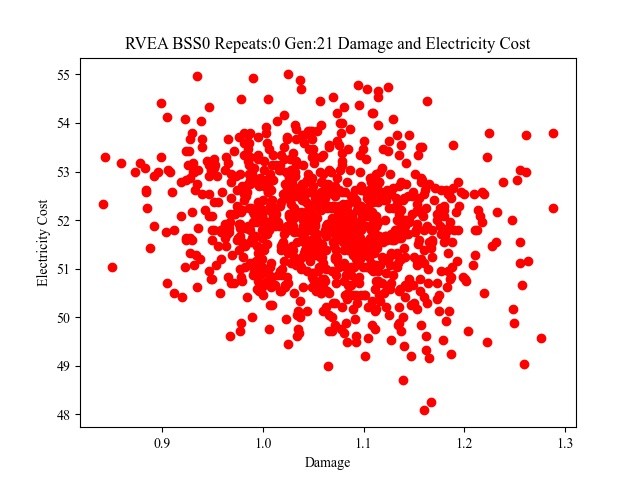 RVEA BSS0 Repeats:0 Gen:21 Damage and Electricity Cost
55
54
53
52
51
50
49
48
Electricity Cost
0.9 1.0 1.1 1.2 1.3
Damage